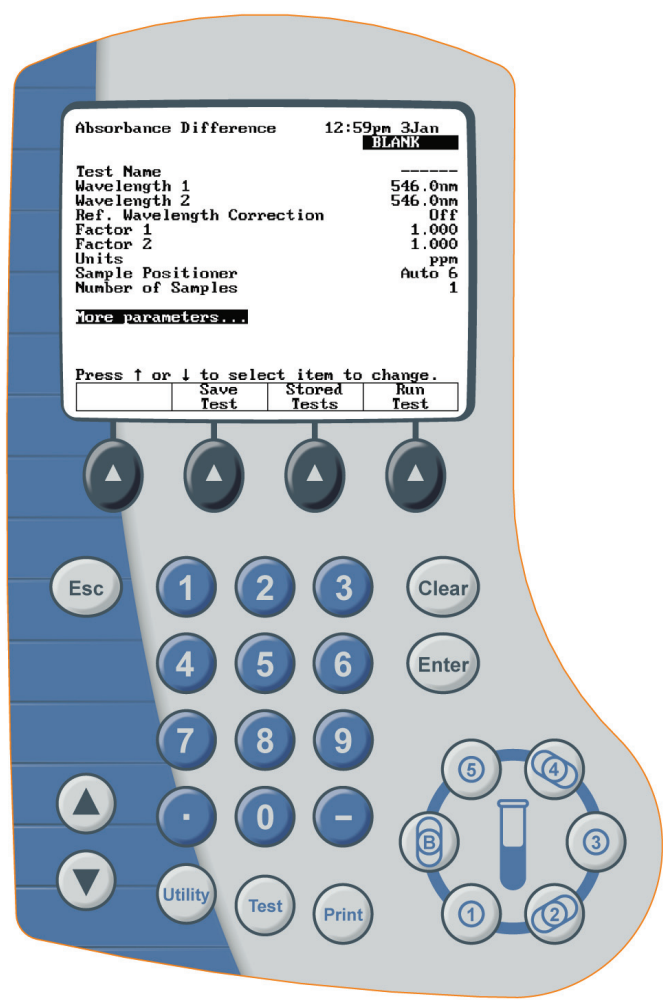 Absorbance Difference 12:59pm 3Jan
BLANK
Test Name ------
Wavelength 1 546.0nm
Wavelength 2 546.0nm
Ref. Wavelength Correction Off
Factor 1 1.000
Factor 2 1.000
Units ppm
Sample Positioner Auto 6
Number of Samples 1
More parameters...
Press ↑ or ↓ to select item to change.
Save Stored Run
Test Tests Test
Esc 1 2 3 Clear
4 5 6 Enter
7 8 9
5 4
. 0 -
B 3
Utility Test Print
1 2